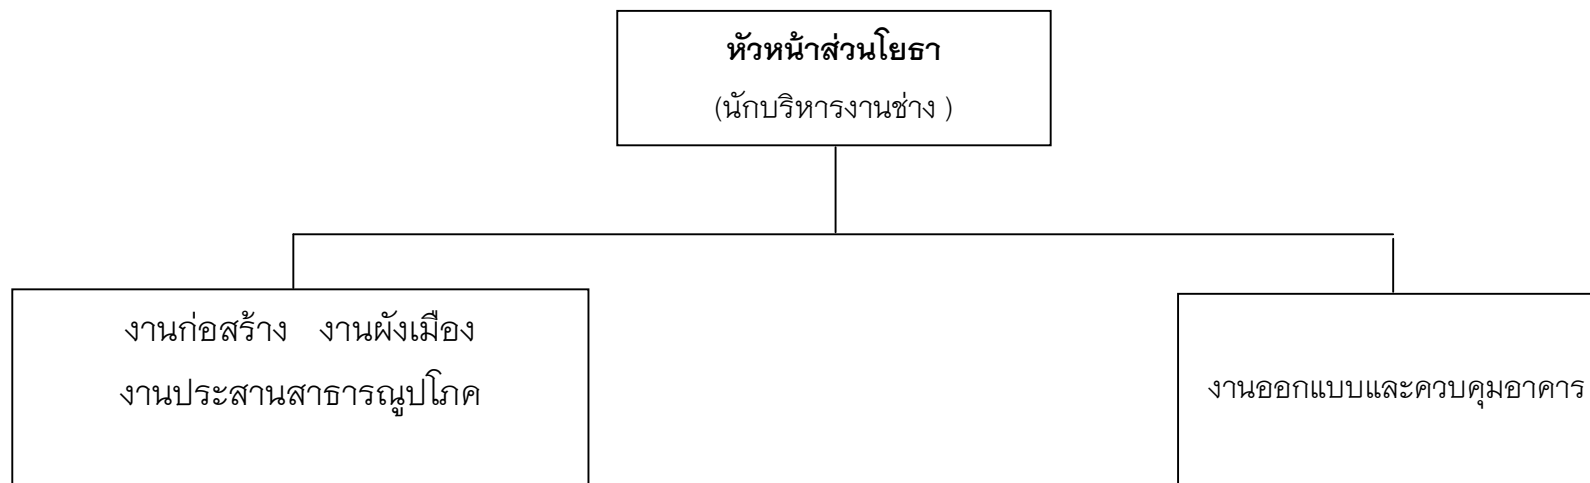 หัวหน้าส่วนโยธา
(นักบริหารงานช่าง )
งานก่อสร้าง งานผังเมือง
งานประสานสาธารณูปโภค
งานออกแบบและควบคุมอาคาร